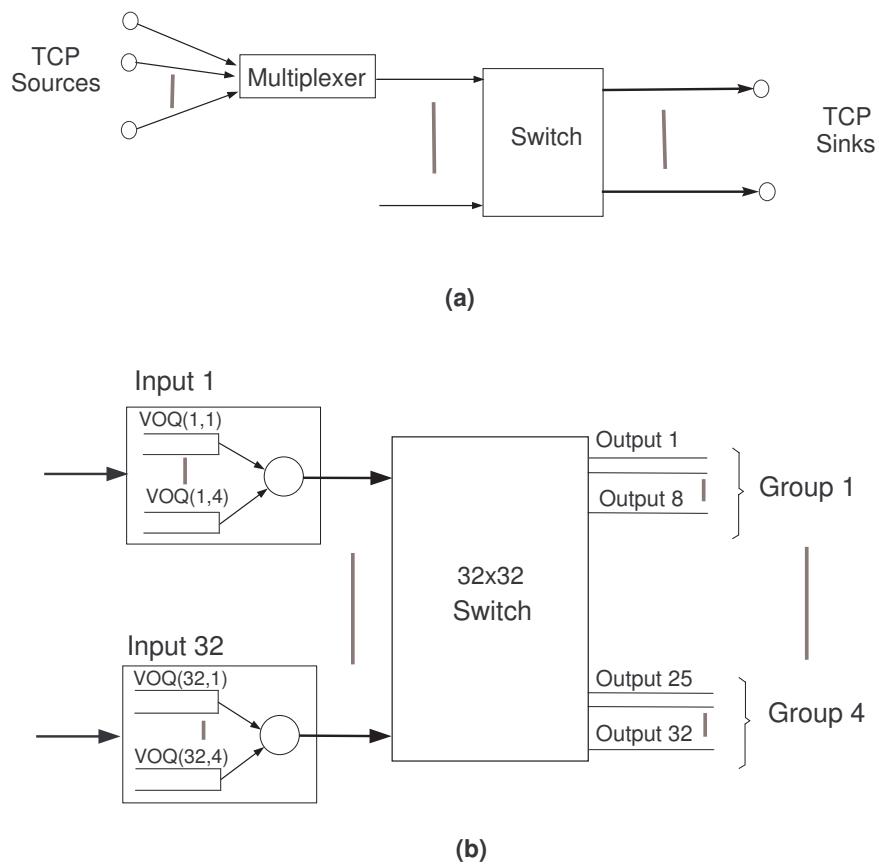 TCP
Sources
Multiplexer
Switch
TCP
Sinks
(a)
Input 1
VOQ(1,1)
VOQ(1,4)
Input 32
VOQ(32,1)
VOQ(32,4)
32x32
Switch
Output 1
Output 8
Group 1
Output 25
Output 32
Group 4
(b)